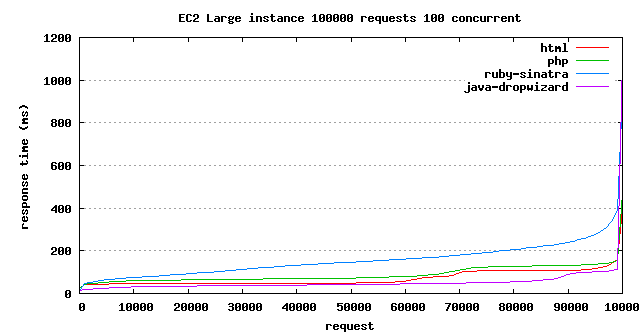 EC2 Large instance 100000 requests 100 concurrent
1200
1000
800
600
400
200
0
response time (ms)
html
php
ruby-sinatra
java-dropwizard
0 10000 20000 30000 40000 50000 60000 70000 80000 90000 10000
request